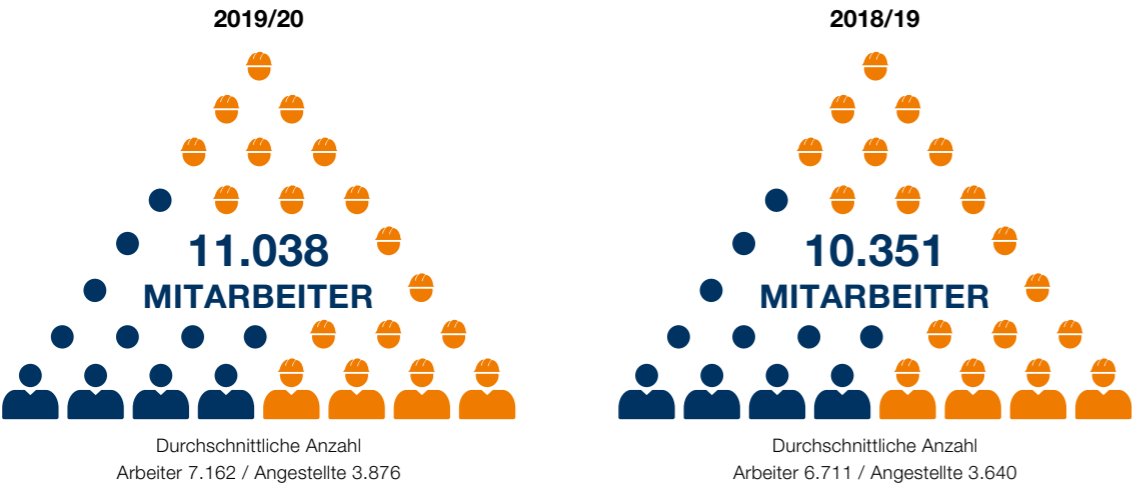 2019/20
11.038
MITARBEITER
Durchschnittliche Anzahl
Arbeiter 7.162 / Angestellte 3.876
2018/19
10.351
MITARBEITER
Durchschnittliche Anzahl
Arbeiter 6.711 / Angestellte 3.640